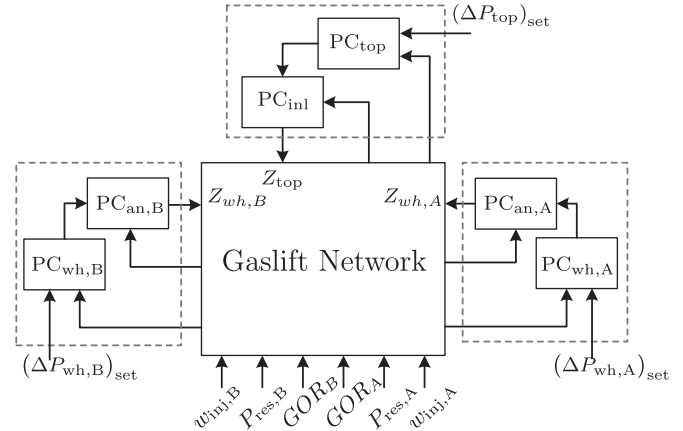 (ΔP_top)_set
PC_top
PC_inl
Z_top
PC_an,B
Z_wh,B
Z_wh,A
PC_an,A
PC_wh,B
Gaslift Network
PC_wh,A
(ΔP_wh,B)_set
(ΔP_wh,A)_set
w_inj,B
P_res,B
GOR_B
GOR_A
P_res,A
w_inj,A